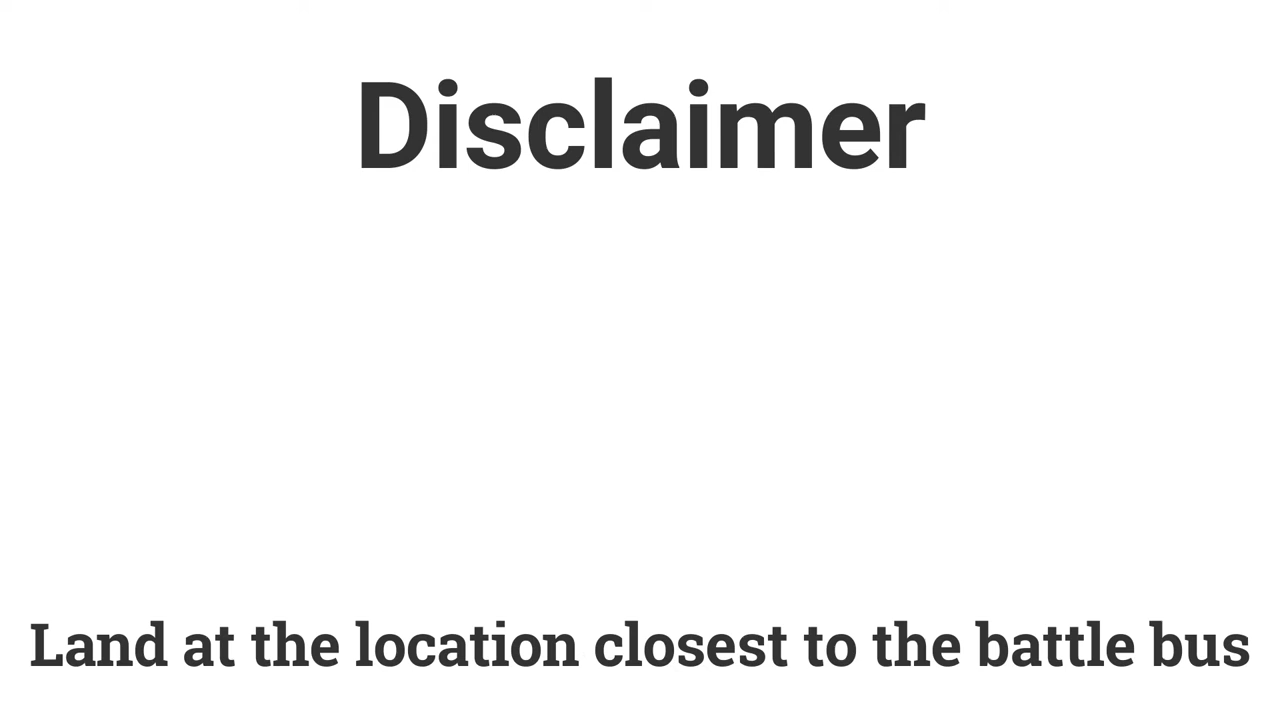 Disclaimer
Land at the location closest to the battle bus